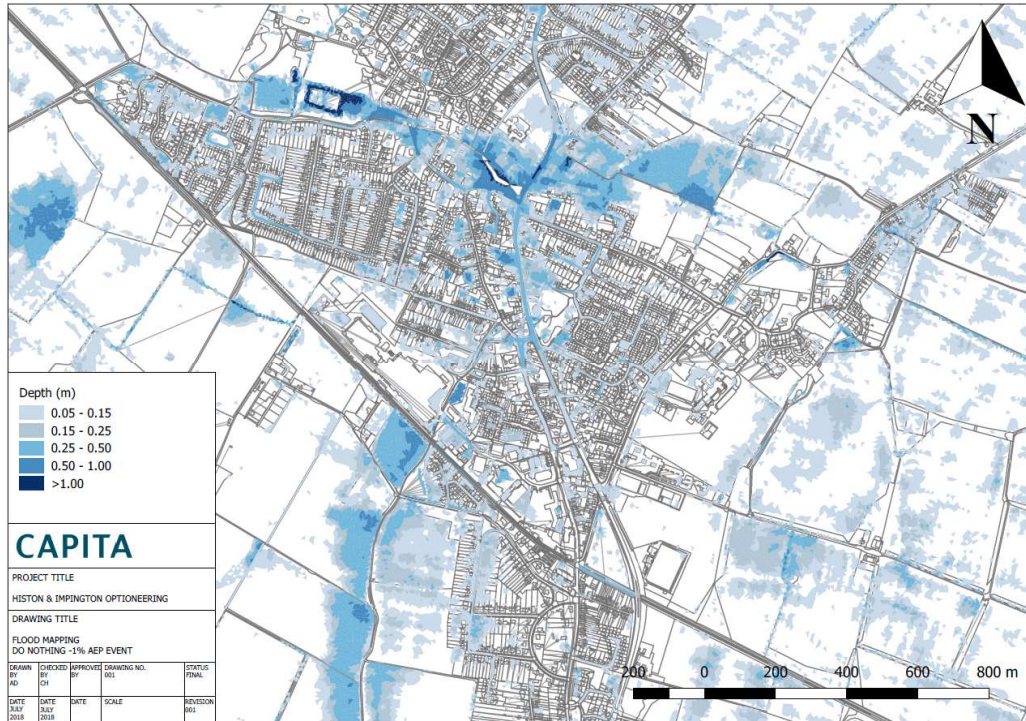 N
Depth (m)
0.05 - 0.15
0.15 - 0.25
0.25 - 0.50
0.50 - 1.00
>1.00
CAPITA
PROJECT TITLE
HISTON & IMPINGTON OPTIONEERING
DRAWING TITLE
FLOOD MAPPING
DO NOTHING -1% AEP EVENT
DRAWN BY AD
CHECKED BY CH
APPROVED BY
DRAWING NO. 001
STATUS FINAL
DATE JULY 2018
DATE JULY 2018
DATE
SCALE
REVISION 001
200 0 200 400 600 800 m